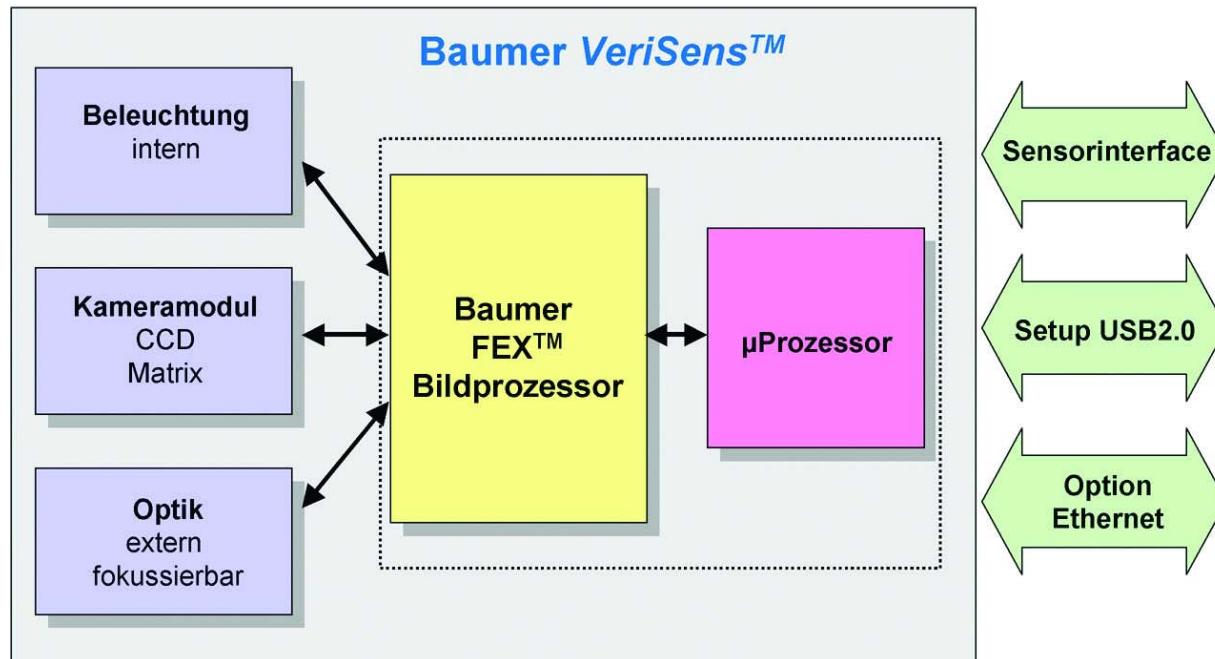 Baumer VeriSens™
Beleuchtung
intern
Kameramodul
CCD
Matrix
Optik
extern
fokussierbar
Baumer
FEX™
Bildprozessor
µProzessor
Sensorinterface
Setup USB2.0
Option
Ethernet